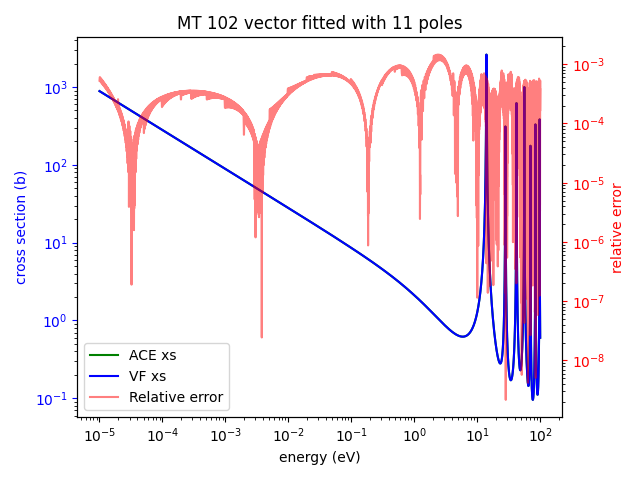 MT 102 vector fitted with 11 poles
10³
10²
10¹
10⁰
10⁻¹
cross section (b)
10⁻³
10⁻⁴
10⁻⁵
10⁻⁶
10⁻⁷
10⁻⁸
relative error
ACE xs
VF xs
Relative error
10⁻⁵ 10⁻⁴ 10⁻³ 10⁻² 10⁻¹ 10⁰ 10¹ 10²
energy (eV)